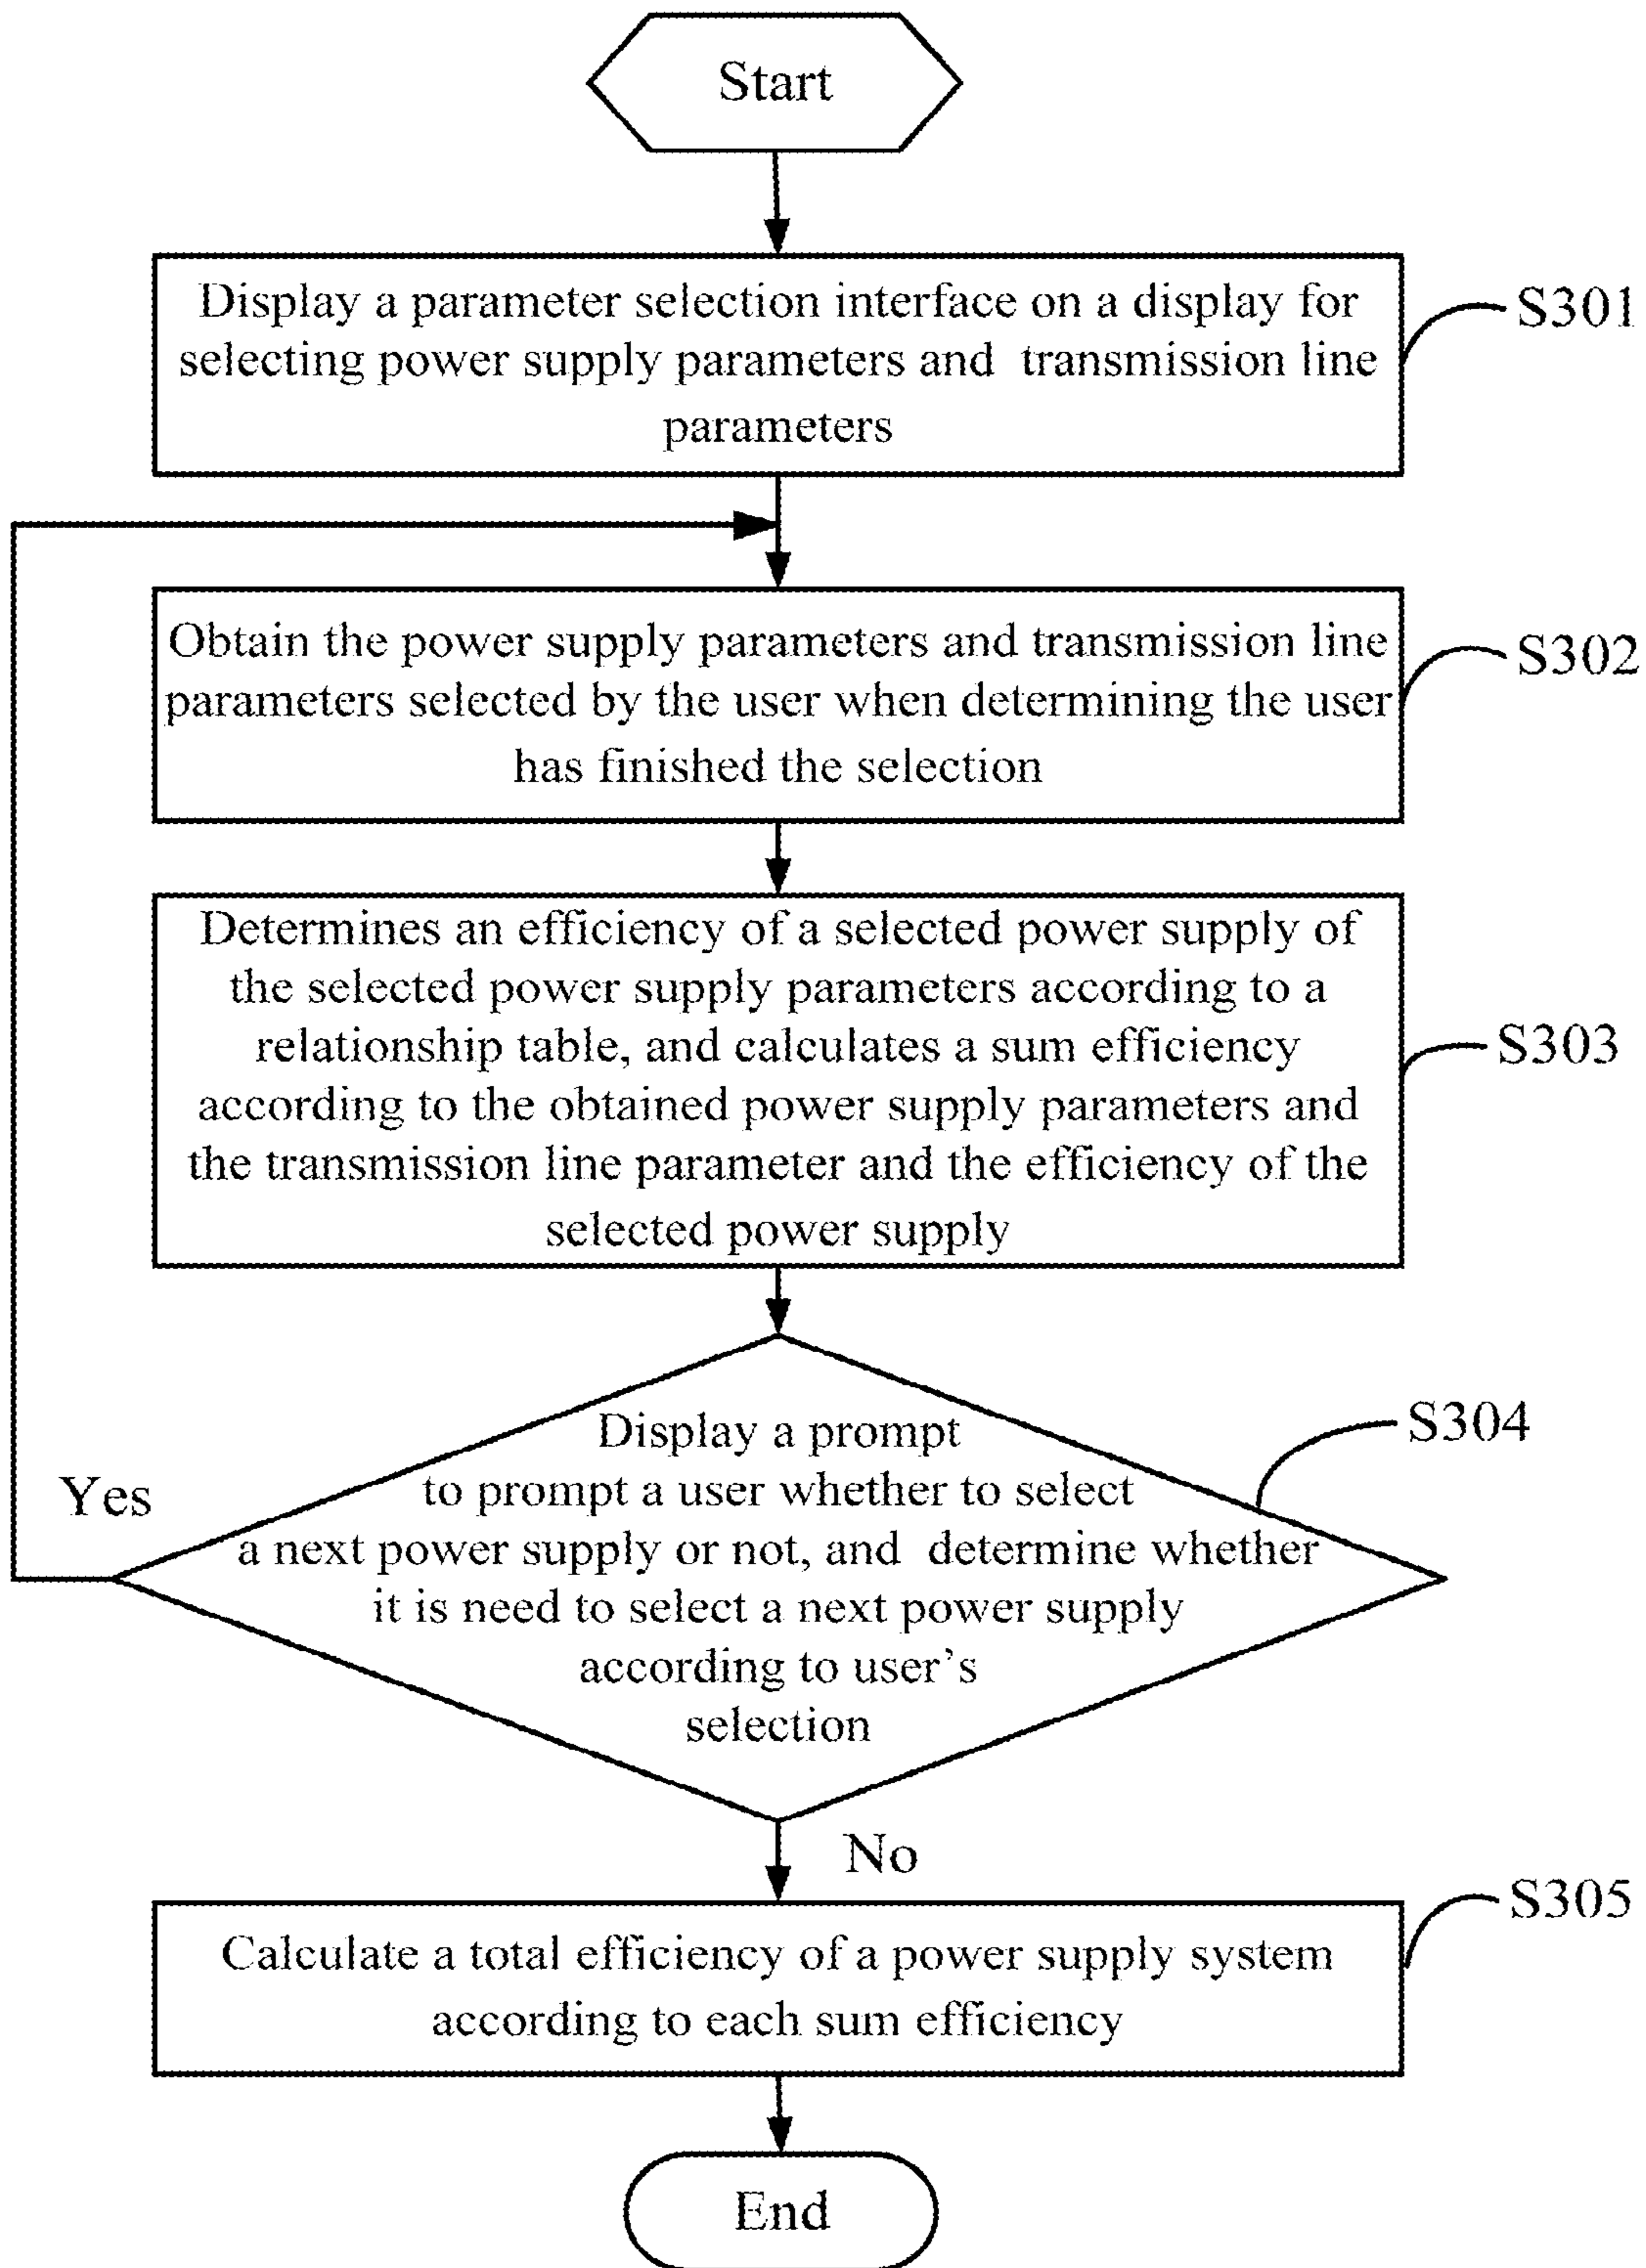 Start
Display a parameter selection interface on a display for
selecting power supply parameters and transmission line
parameters
S301
Obtain the power supply parameters and transmission line
parameters selected by the user when determining the user
has finished the selection
S302
Determines an efficiency of a selected power supply of
the selected power supply parameters according to a
relationship table, and calculates a sum efficiency
according to the obtained power supply parameters and
the transmission line parameter and the efficiency of the
selected power supply
S303
Display a prompt
to prompt a user whether to select
a next power supply or not, and determine whether
it is need to select a next power supply
according to user's
selection
S304
Yes
No
Calculate a total efficiency of a power supply system
according to each sum efficiency
S305
End